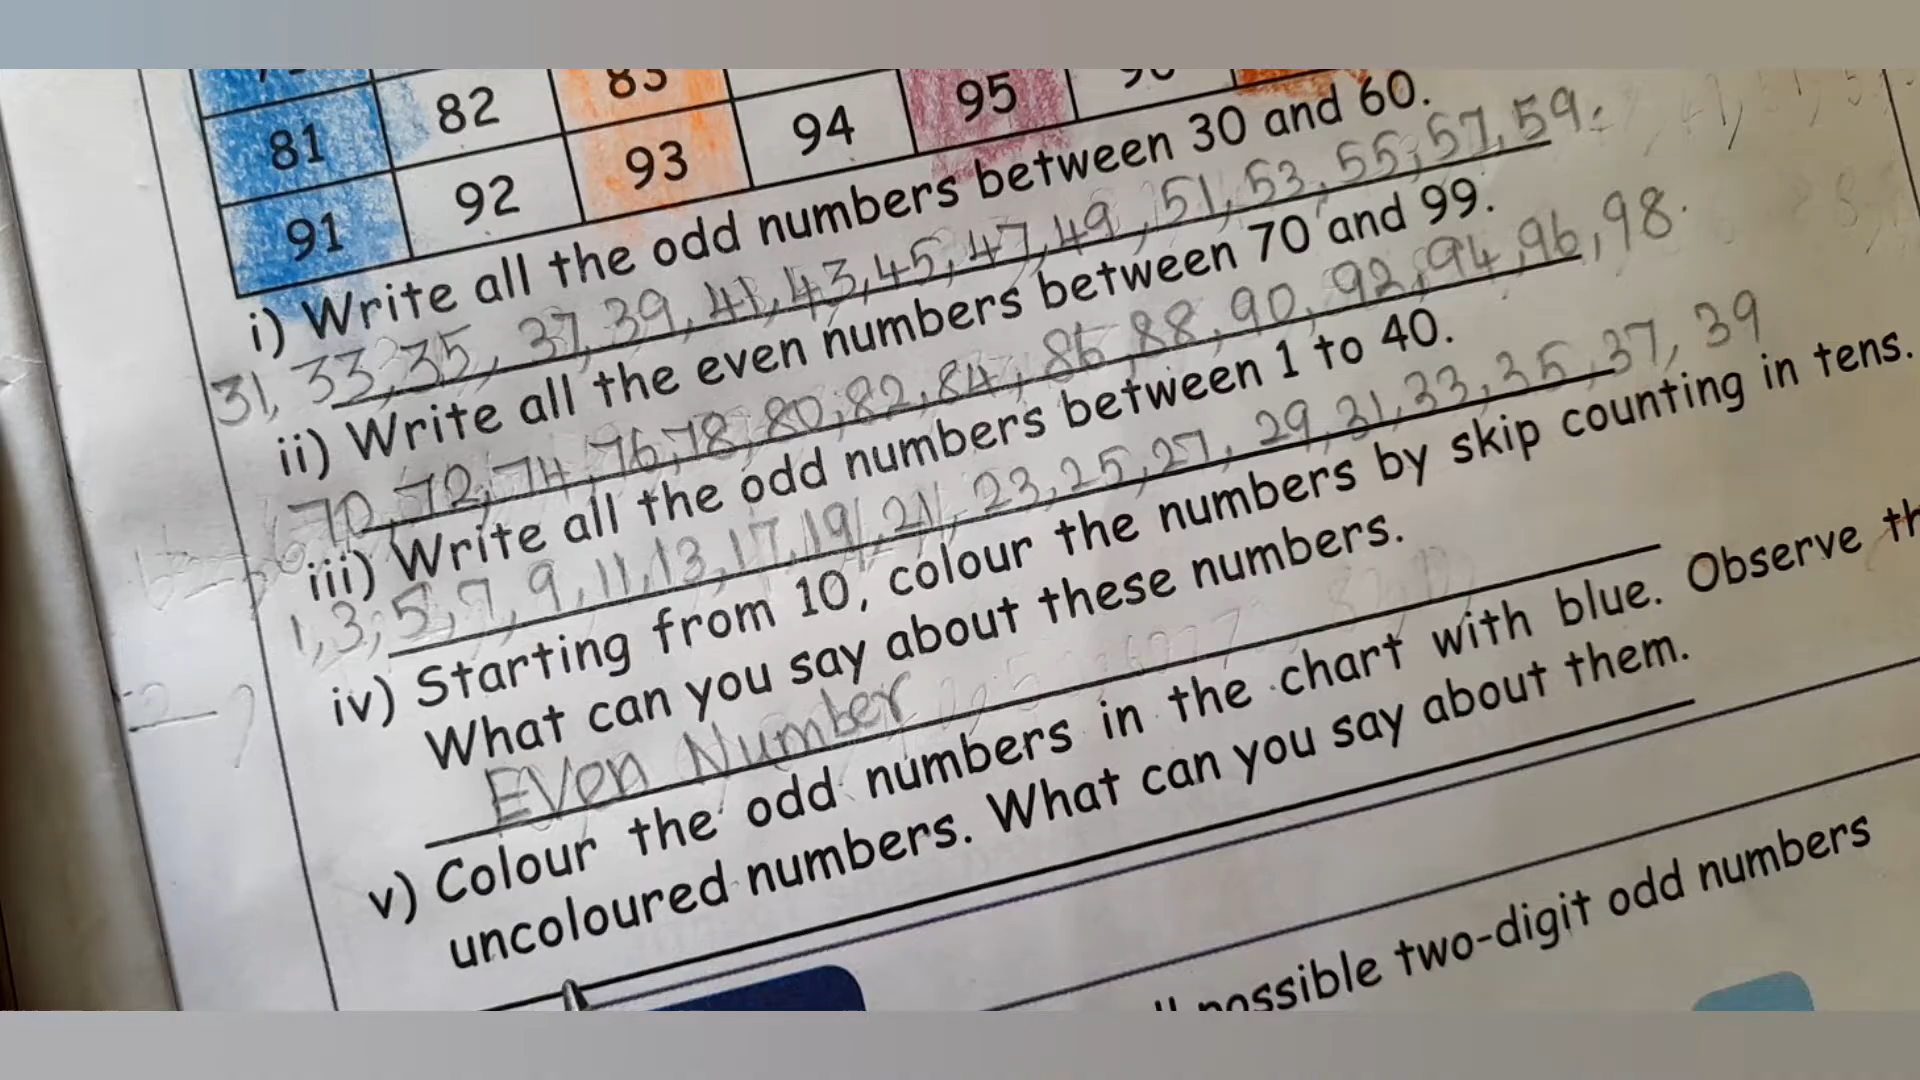 81 82 83
91 92 93 94 95
i) Write all the odd numbers between 30 and 60.
31, 33, 35, 37, 39, 41, 43, 45, 47, 49, 51, 53, 55, 57, 59.
ii) Write all the even numbers between 70 and 99.
70, 72, 74, 76, 78, 80, 82, 84, 86, 88, 90, 92, 94, 96, 98.
iii) Write all the odd numbers between 1 to 40.
1, 3, 5, 7, 9, 11, 13, 17, 19, 21, 23, 25, 27, 29, 31, 33, 35, 37, 39
iv) Starting from 10, colour the numbers by skip counting in tens.
What can you say about these numbers.
Even Number
v) Colour the odd numbers in the chart with blue. Observe th
uncoloured numbers. What can you say about them.
possible two-digit odd numbers